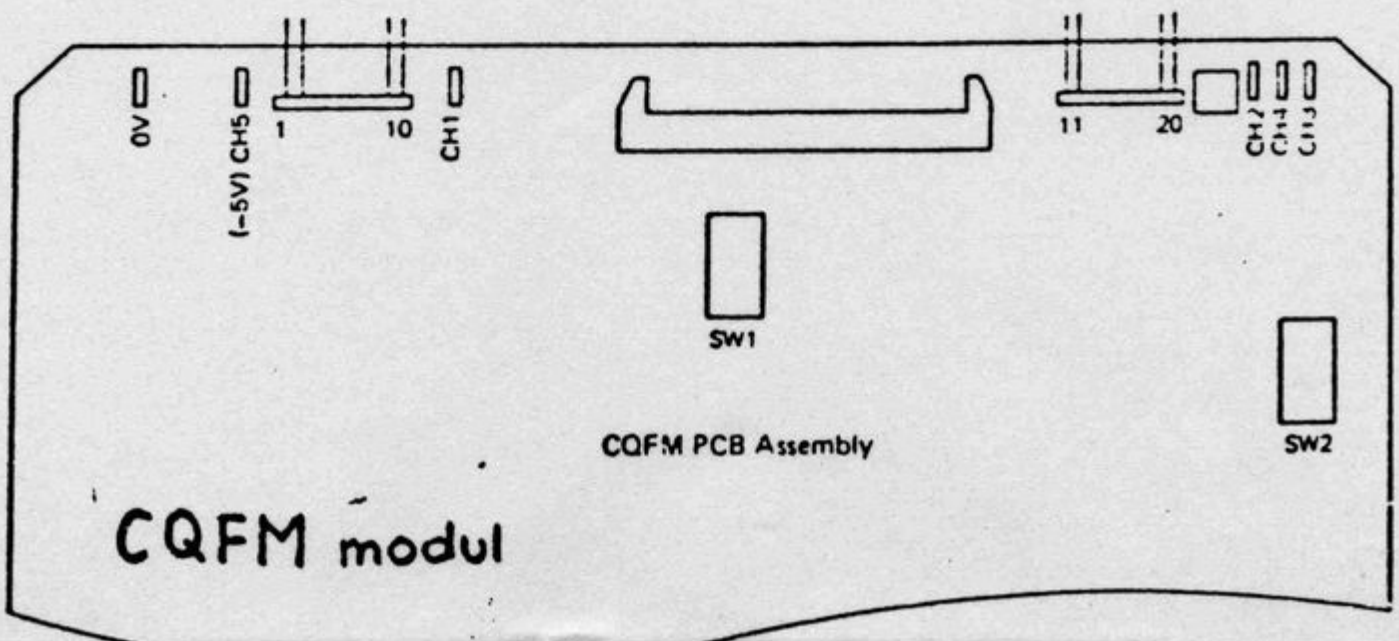 0V
(-5V) CH5
1
10
CH1
11
20
CH2
CH4
CH3
SW1
SW2
CQFM PCB Assembly
CQFM modul